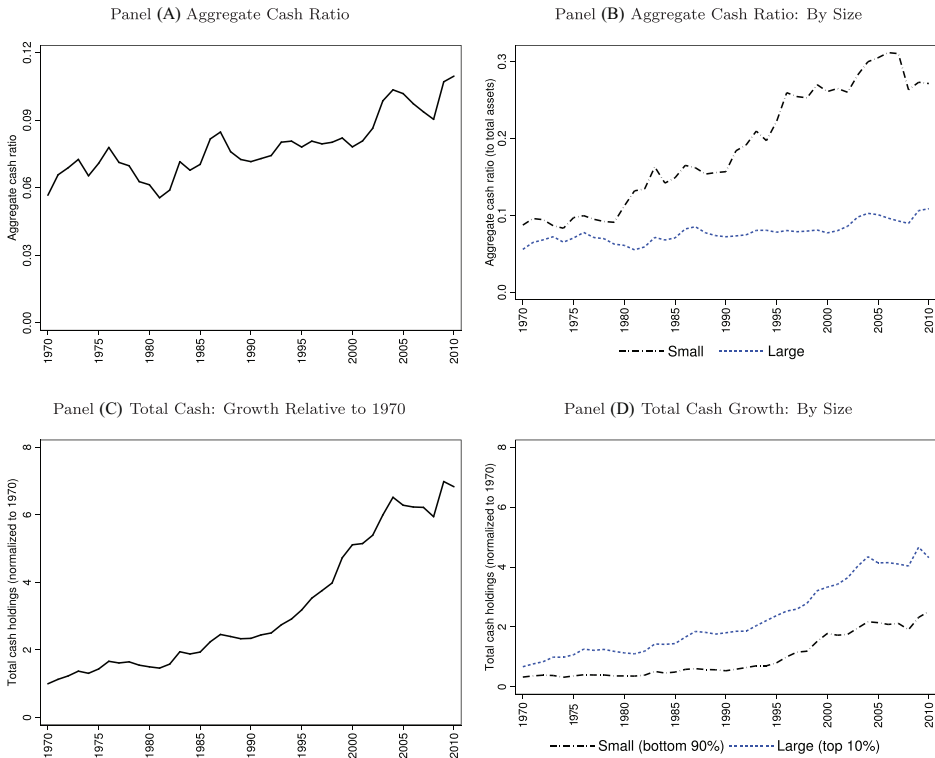 Panel (A) Aggregate Cash Ratio
Aggregate cash ratio
0.12
0.09
0.06
0.03
0.00
1970 1975 1980 1985 1990 1995 2000 2005 2010
Panel (B) Aggregate Cash Ratio: By Size
Aggregate cash ratio (to total assets)
0.3
0.2
0.1
0.0
1970 1975 1980 1985 1990 1995 2000 2005 2010
Small Large
Panel (C) Total Cash: Growth Relative to 1970
Total cash holdings (normalized to 1970)
8
6
4
2
0
1970 1975 1980 1985 1990 1995 2000 2005 2010
Panel (D) Total Cash Growth: By Size
Total cash holdings (normalized to 1970)
8
6
4
2
0
1970 1975 1980 1985 1990 1995 2000 2005 2010
Small (bottom 90%) Large (top 10%)